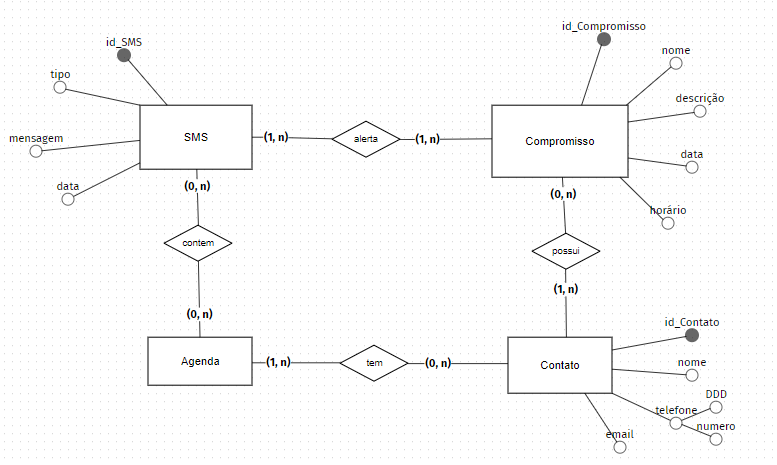 id_Compromisso
id_SMS
nome
tipo
descrição
SMS
(1, n)
alerta
(1, n)
Compromisso
mensagem
data
data
(0, n)
(0, n)
horário
contem
possui
(1, n)
(0, n)
id_Contato
Agenda
(1, n)
tem
(0, n)
Contato
nome
DDD
telefone
numero
email